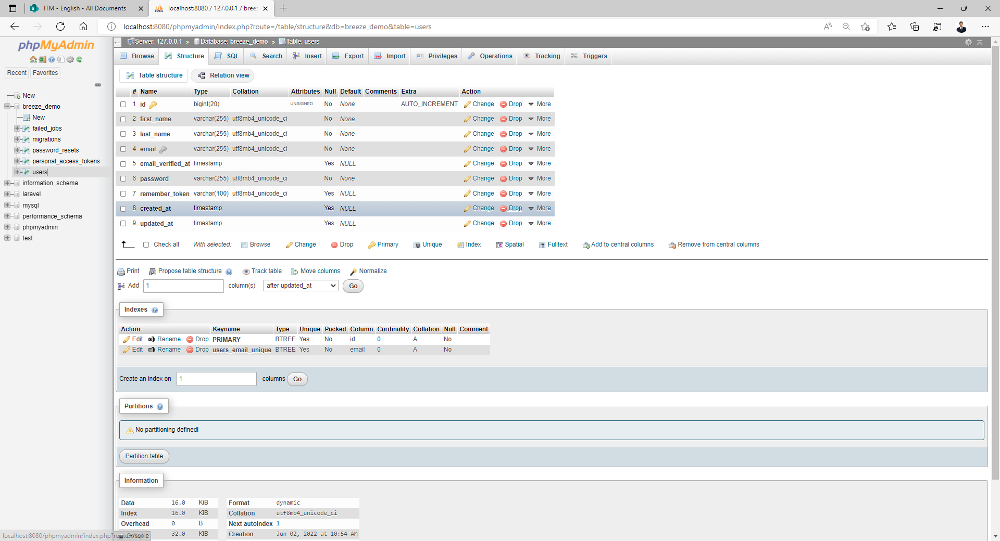 ITM - English - All Documents
localhost:8080 / 127.0.0.1 / breez
localhost:8080/phpmyadmin/index.php?route=/table/structure&db=breeze_demo&table=users
phpMyAdmin
Recent Favorites
New
breeze_demo
New
failed_jobs
migrations
password_resets
personal_access_tokens
users
information_schema
laravel
mysql
performance_schema
phpmyadmin
test
Server: 127.0.0.1 » Database: breeze_demo » Table: users
Browse Structure SQL Search Insert Export Import Privileges Operations Tracking Triggers
Table structure Relation view
# Name Type Collation Attributes Null Default Comments Extra Action
1 id bigint(20) UNSIGNED No None AUTO_INCREMENT Change Drop More
2 first_name varchar(255) utf8mb4_unicode_ci No None Change Drop More
3 last_name varchar(255) utf8mb4_unicode_ci No None Change Drop More
4 email varchar(255) utf8mb4_unicode_ci No None Change Drop More
5 email_verified_at timestamp Yes NULL Change Drop More
6 password varchar(255) utf8mb4_unicode_ci No None Change Drop More
7 remember_token varchar(100) utf8mb4_unicode_ci Yes NULL Change Drop More
8 created_at timestamp Yes NULL Change Drop More
9 updated_at timestamp Yes NULL Change Drop More
Check all With selected: Browse Change Drop Primary Unique Index Spatial Fulltext Add to central columns Remove from central columns
Print Propose table structure Track table Move columns Normalize
Add 1 column(s) after updated_at Go
Indexes
Action Keyname Type Unique Packed Column Cardinality Collation Null Comment
Edit Rename Drop PRIMARY BTREE Yes No id 0 A No
Edit Rename Drop users_email_unique BTREE Yes No email 0 A No
Create an index on 1 columns Go
Partitions
No partitioning defined!
Partition table
Information
Data 16.0 KiB
Index 16.0 KiB
Overhead 0 B
32.0 KiB
Format dynamic
Collation utf8mb4_unicode_ci
Next autoindex 1
Creation Jun 02, 2022 at 10:54 AM
localhost:8080/phpmyadmin/index.php?route=/sql